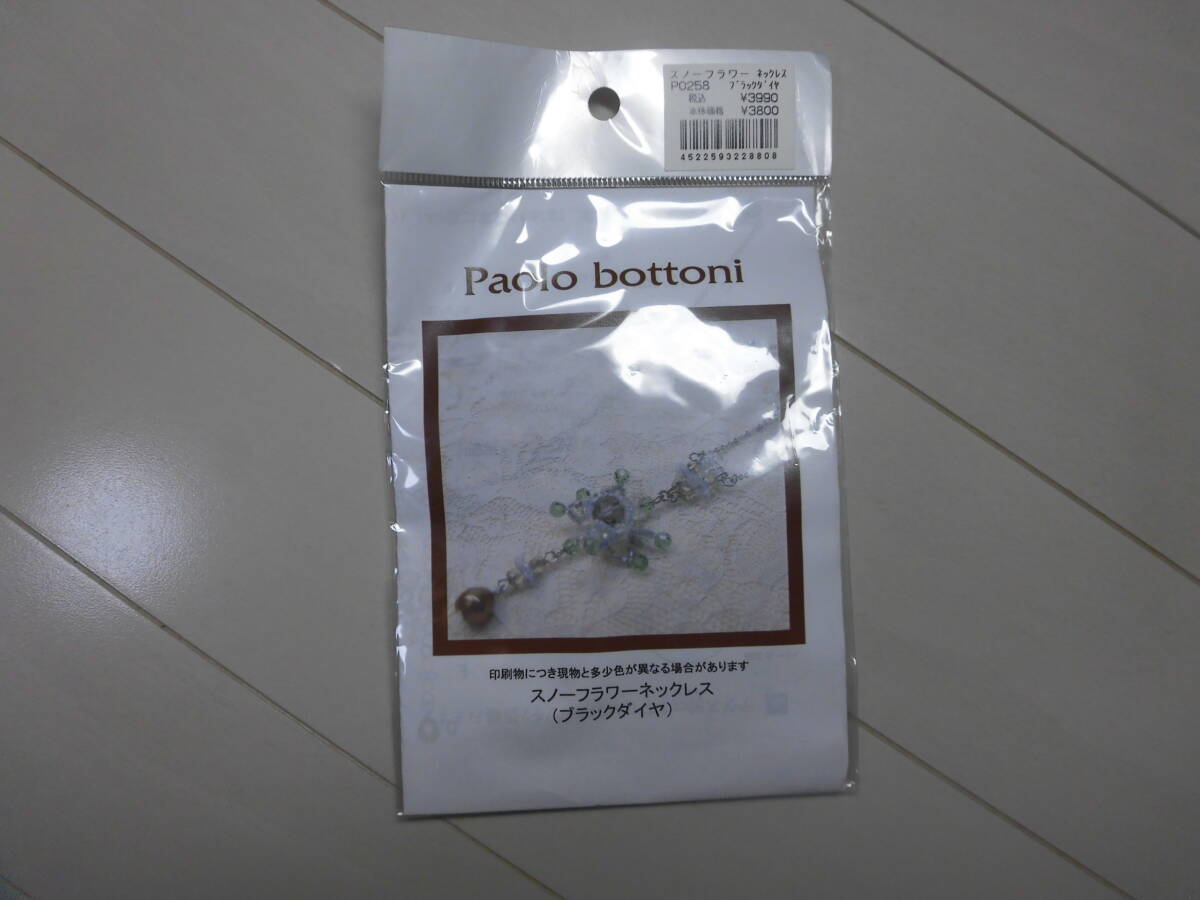 スノーフラワー ﾈｯｸﾚｽ
P0258 ﾌﾞﾗｯｸﾀﾞｲﾔ
税込 ¥3990
本体価格 ¥3800
4522593228808
Paolo bottoni
印刷物につき現物と多少色が異なる場合があります
スノーフラワーネックレス
（ブラックダイヤ）